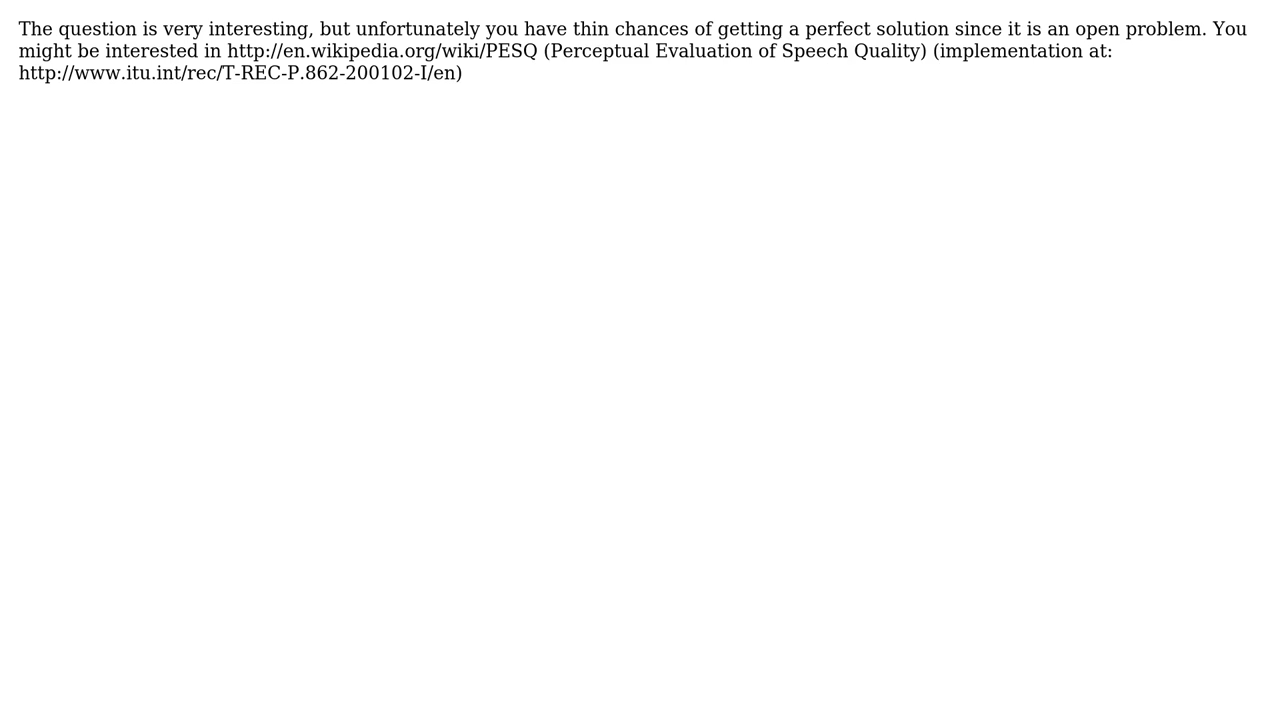 The question is very interesting, but unfortunately you have thin chances of getting a perfect solution since it is an open problem. You
might be interested in http://en.wikipedia.org/wiki/PESQ (Perceptual Evaluation of Speech Quality) (implementation at:
http://www.itu.int/rec/T-REC-P.862-200102-I/en)